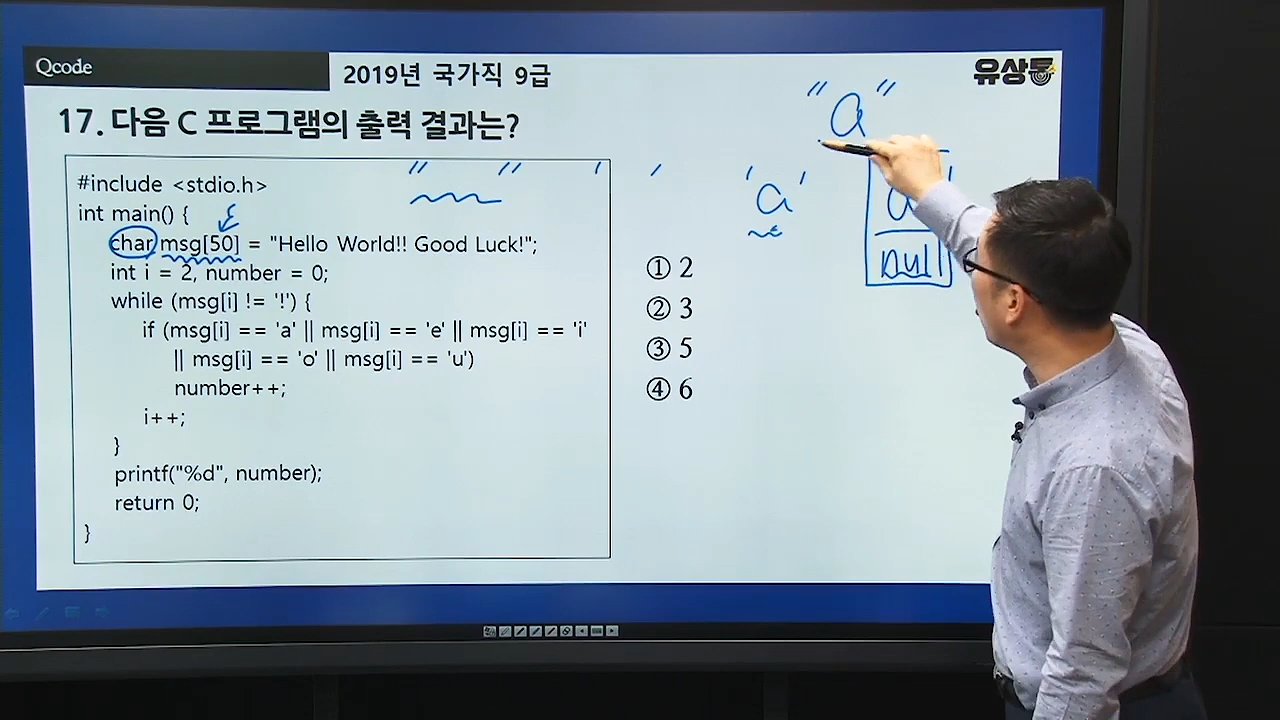 Qcode
2019년 국가직 9급
유상통
17. 다음 C 프로그램의 출력 결과는?
"a"
" " ' ' 'a' a
null
#include <stdio.h>
int main() {
char msg[50] = "Hello World!! Good Luck!";
int i = 2, number = 0;
while (msg[i] != '!') {
if (msg[i] == 'a' || msg[i] == 'e' || msg[i] == 'i'
|| msg[i] == 'o' || msg[i] == 'u')
number++;
i++;
}
printf("%d", number);
return 0;
}
① 2
② 3
③ 5
④ 6